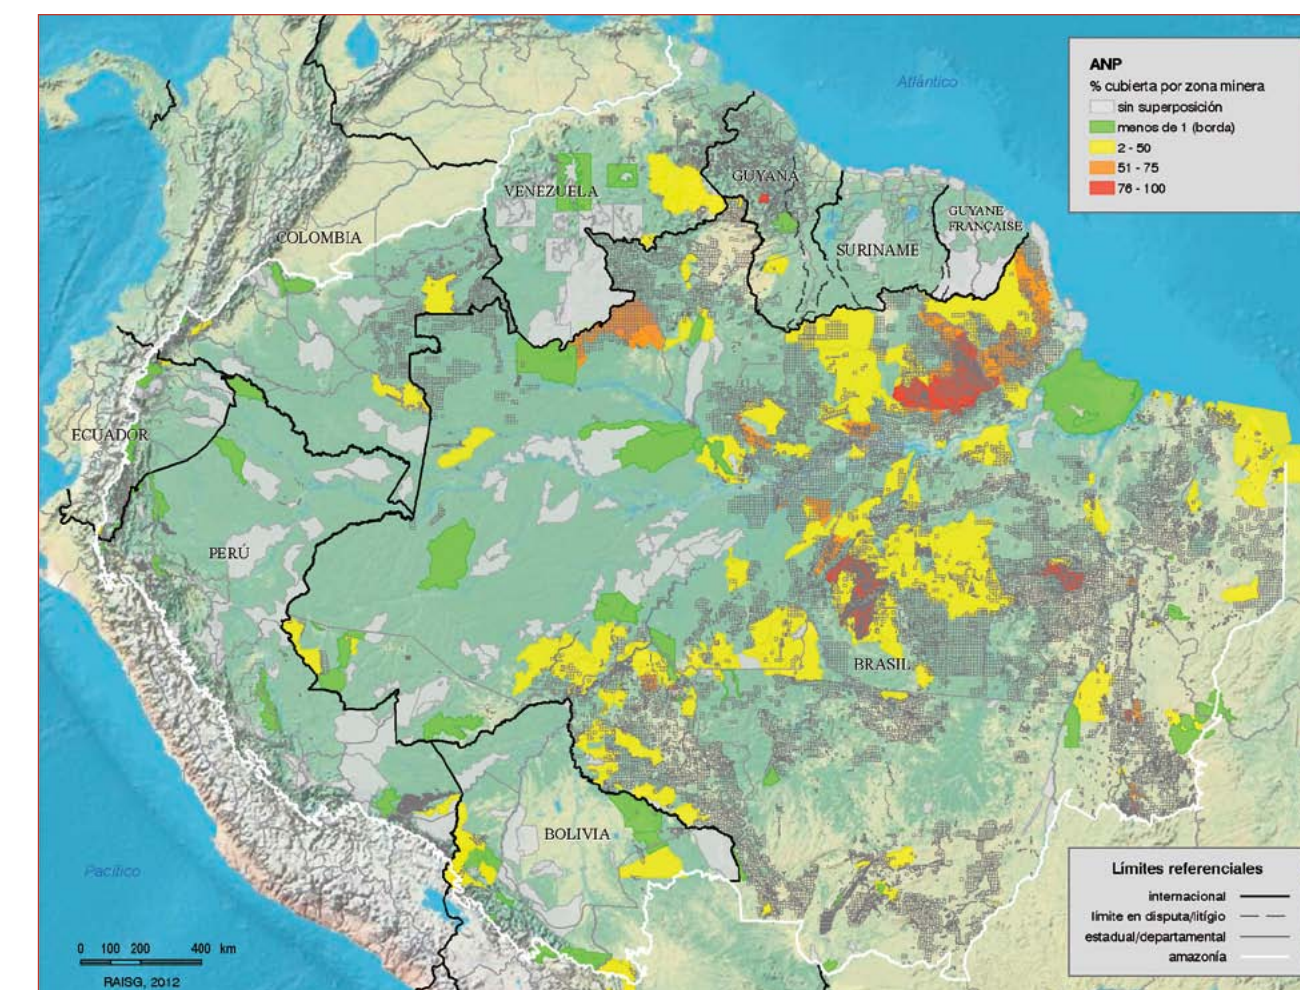 ANP
% cubierta por zona minera
sin superposición
menos de 1 (borda)
2 - 50
51 - 75
76 - 100
Atlántico
GUYANA
VENEZUELA
GUYANE
FRANÇAISE
COLOMBIA
SURINAME
ECUADOR
PERÚ
BRASIL
BOLIVIA
Pacífico
Límites referenciales
internacional
límite en disputa/litígio
estadual/departamental
amazonía
0 100 200 400 km
RAISG, 2012